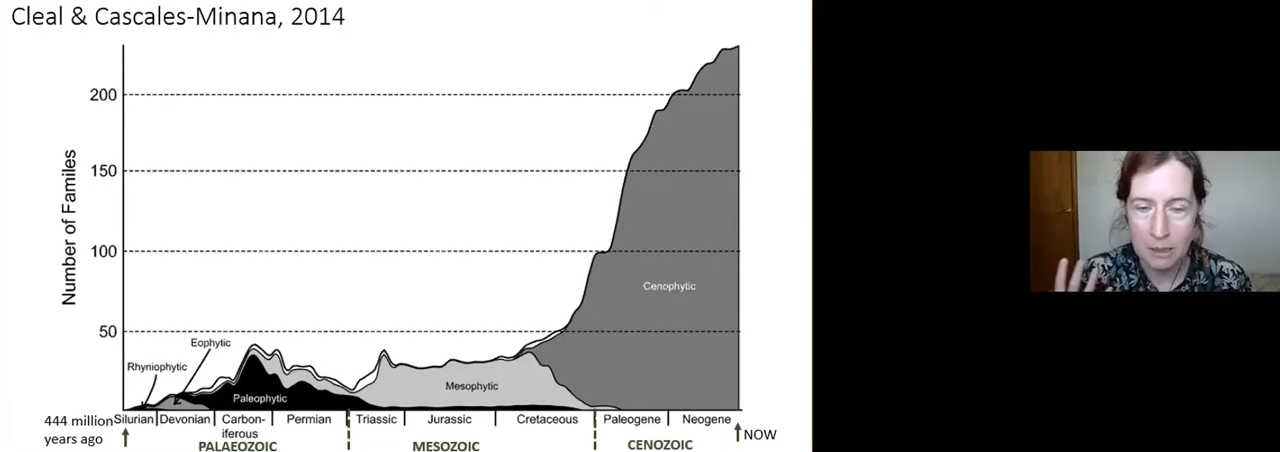 Cleal & Cascales-Minana, 2014
Number of Familes
200
150
100
50
Cenophytic
Eophytic
Rhyniophytic
Mesophytic
Paleophytic
444 million
years ago
Silurian
Devonian
Carbon-
iferous
Permian
Triassic
Jurassic
Cretaceous
Paleogene
Neogene
NOW
PALAEOZOIC
MESOZOIC
CENOZOIC